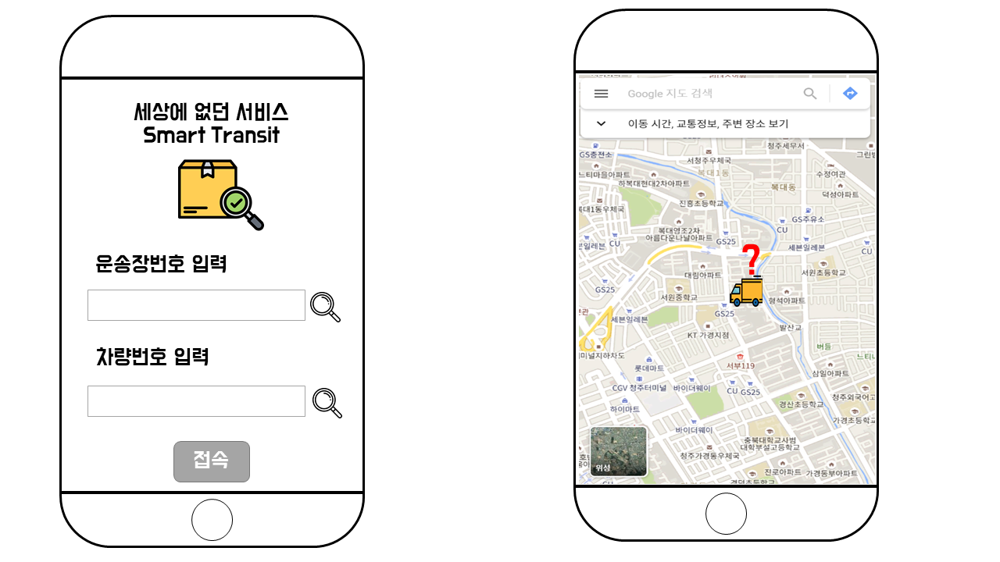 세상에 없던 서비스
Smart Transit
운송장번호 입력
차량번호 입력
접속
Google 지도 검색
이동 시간, 교통정보, 주변 장소 보기
청주세무서
GS충전소
서청주우체국
그린
느티마을아파트
복대1동
수정여관
하복대현대2차아파트
복대동
덕성아파트
진흥초등학교
복대1동우체국
GS주유소
복대영조2차
아름다운나날아파트
CU
GS25
세븐일레븐
CU
CU
?
대림아파트
서원초등학교
GS25
서원중학교
형석아파트
GS25
세븐일레븐
발산교
KT 가경지점
버들
미널지하차도
롯데마트
서부119
삼일아파트
CGV 청주터미널
바이더웨이
CU
GS25
청주외국어고
하이마트
경산초등학교
가경초등학교
바이더웨이
충북대학교사범
대학부설고등학교
청주가경동우체국
위성
진로아파트
가경동부아파트
경덕초등학교
CU